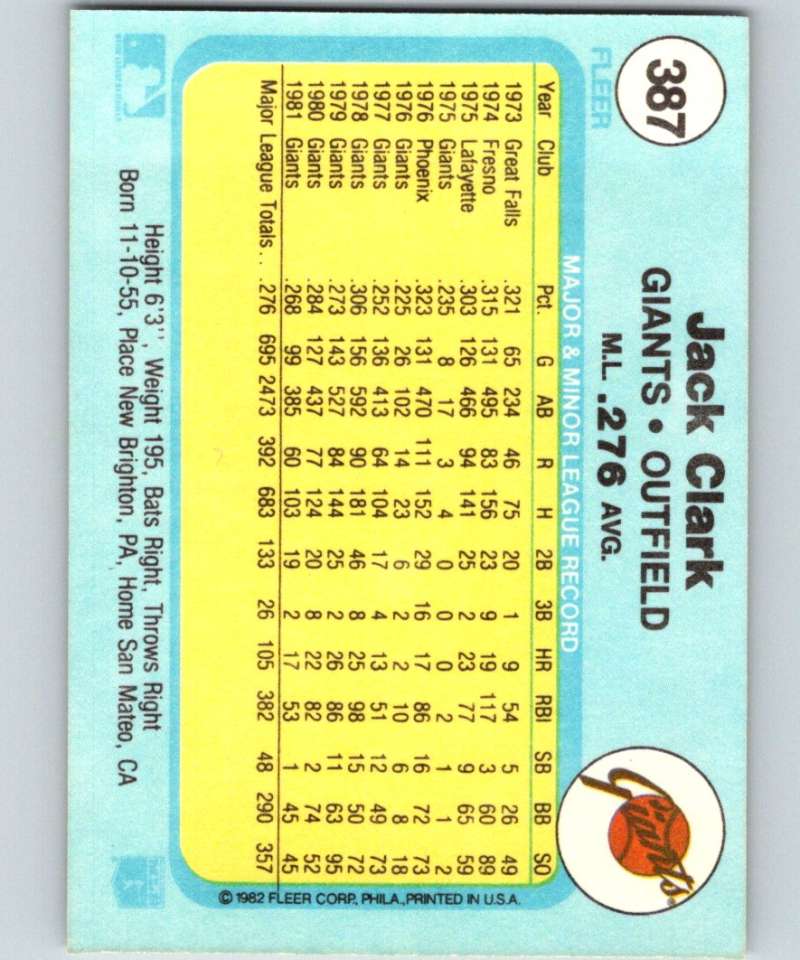 387
FLEER
Jack Clark
GIANTS • OUTFIELD
M.L. .276 AVG.
Giants
MAJOR & MINOR LEAGUE RECORD
Year Club Pct. G AB R H 2B 3B HR RBI SB BB SO
1973 Great Falls .321 65 234 46 75 20 1 9 54 5 26 49
1974 Fresno .315 131 495 83 156 23 9 19 117 3 60 89
1975 Lafayette .303 126 466 94 141 25 2 23 77 9 65 59
1975 Giants .235 8 17 3 4 0 0 0 2 1 1 2
1976 Phoenix .323 131 470 111 152 29 16 17 86 16 72 73
1976 Giants .225 26 102 14 23 6 2 2 10 6 8 18
1977 Giants .252 136 413 64 104 17 4 13 51 12 49 73
1978 Giants .306 156 592 90 181 46 8 25 98 15 50 72
1979 Giants .273 143 527 84 144 25 2 26 86 11 63 95
1980 Giants .284 127 437 77 124 20 8 22 82 2 74 52
1981 Giants .268 99 385 60 103 19 2 17 53 1 45 45
Major League Totals . . .276 695 2473 392 683 133 26 105 382 48 290 357
© 1982 FLEER CORP., PHILA., PRINTED IN U.S.A.
Height 6'3", Weight 195, Bats Right, Throws Right
Born 11-10-55, Place New Brighton, PA, Home San Mateo, CA